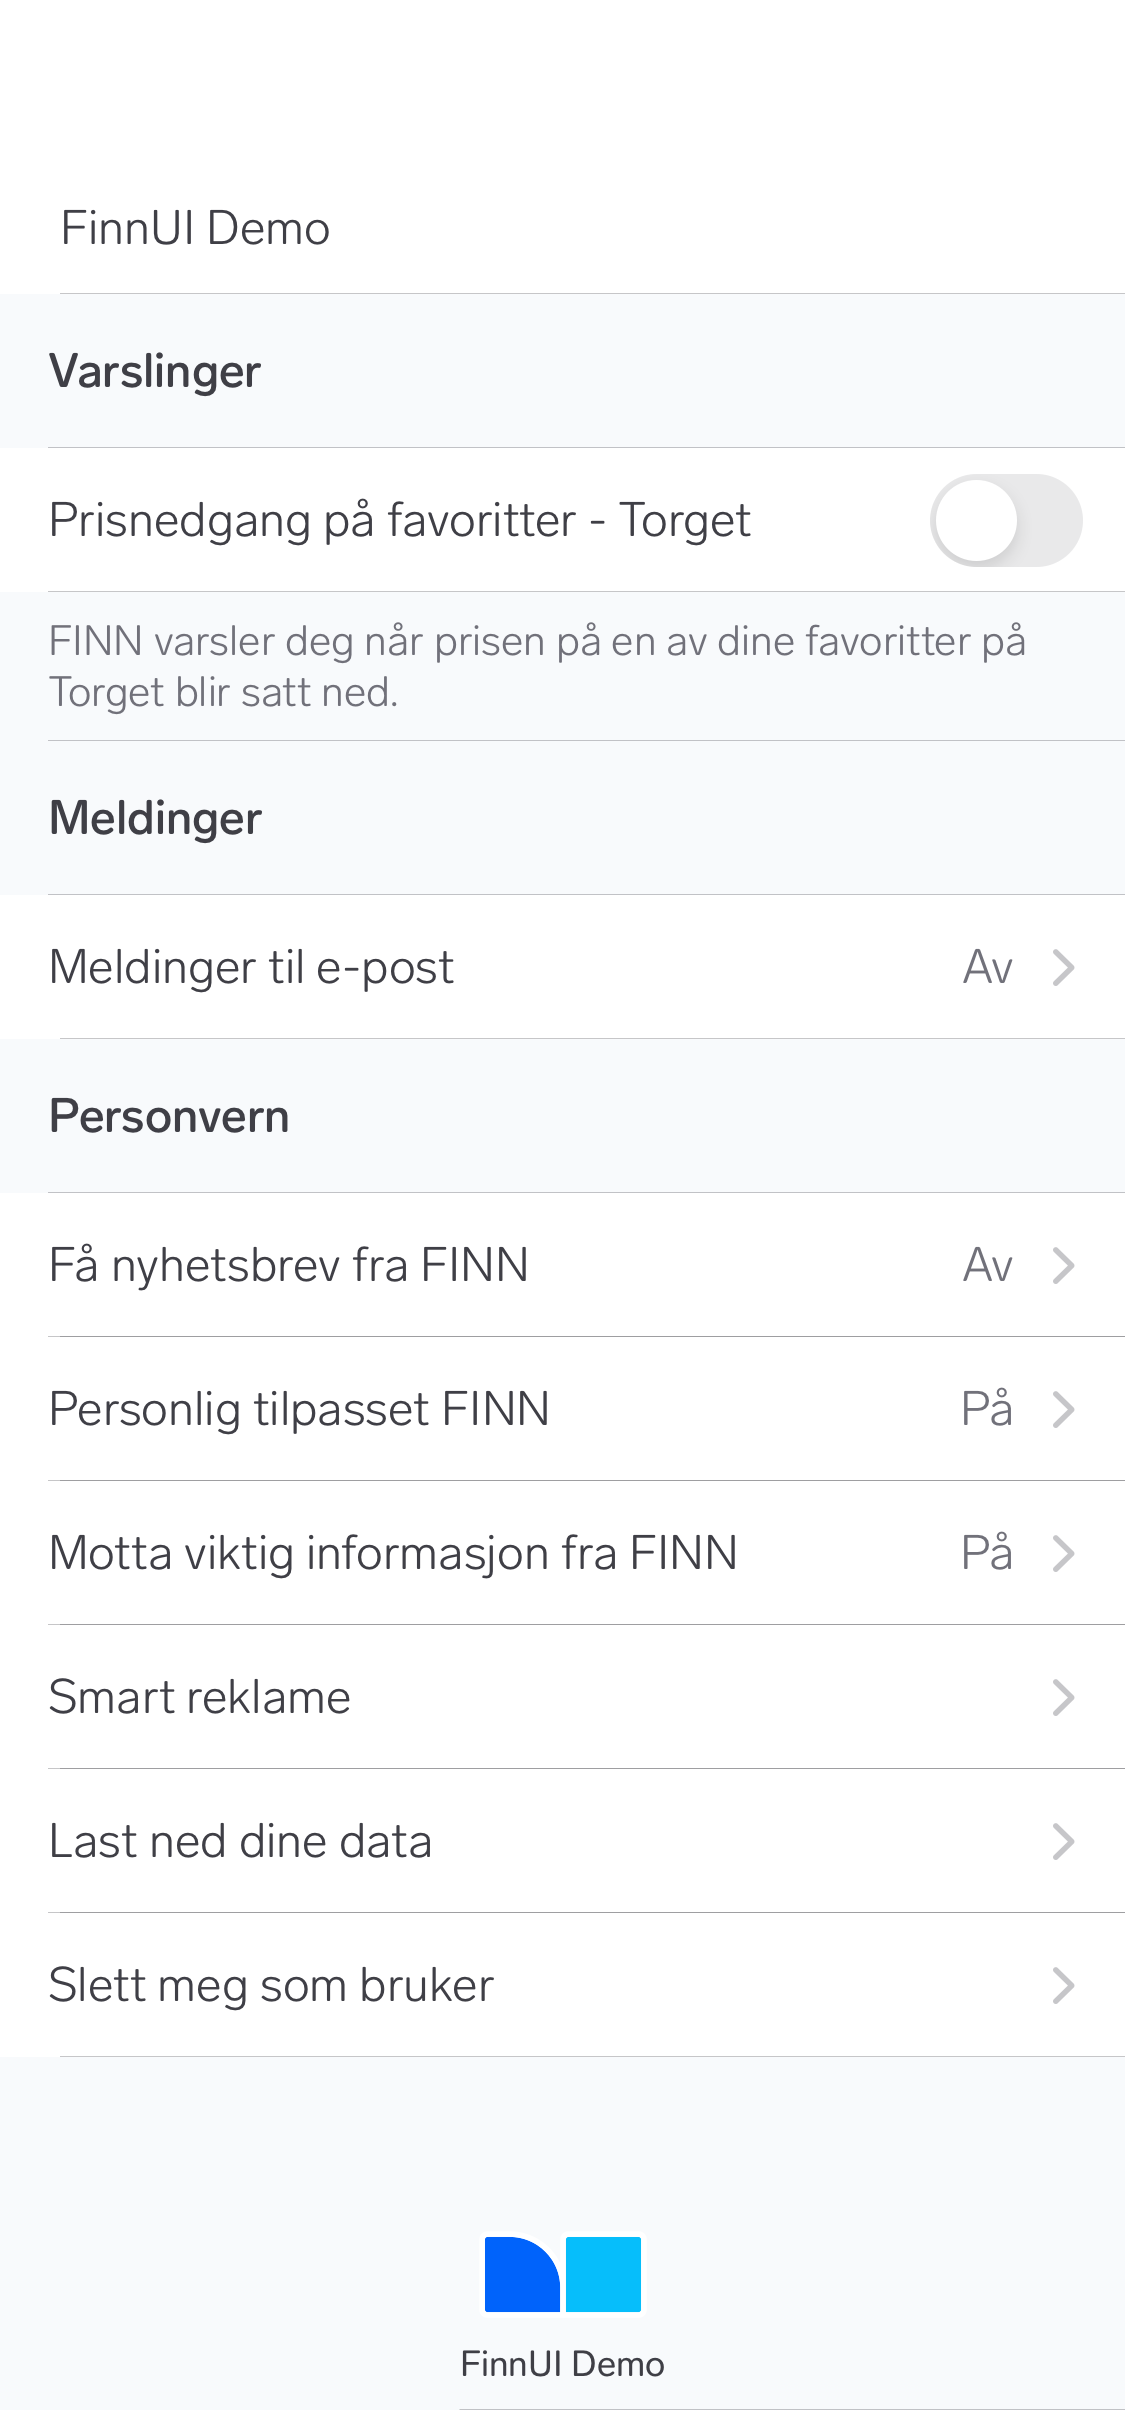 FinnUI Demo
Varslinger
Prisnedgang på favoritter - Torget
FINN varsler deg når prisen på en av dine favoritter på
Torget blir satt ned.
Meldinger
Meldinger til e-post Av
Personvern
Få nyhetsbrev fra FINN Av
Personlig tilpasset FINN På
Motta viktig informasjon fra FINN På
Smart reklame
Last ned dine data
Slett meg som bruker
FinnUI Demo